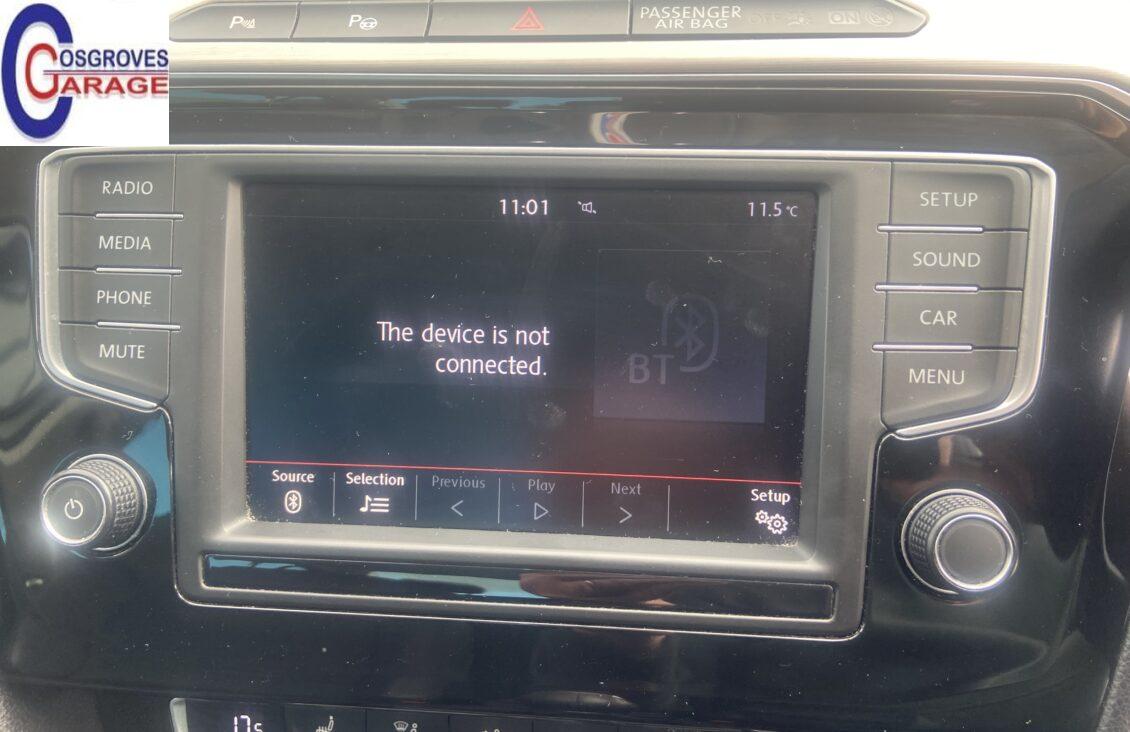 COSGROVES
GARAGE
P
P
PASSENGER
AIR BAG
OFF
ON
RADIO
MEDIA
PHONE
MUTE
11:01
11.5°C
The device is not
connected.
BT
Source
Selection
Previous
Play
Next
Setup
SETUP
SOUND
CAR
MENU